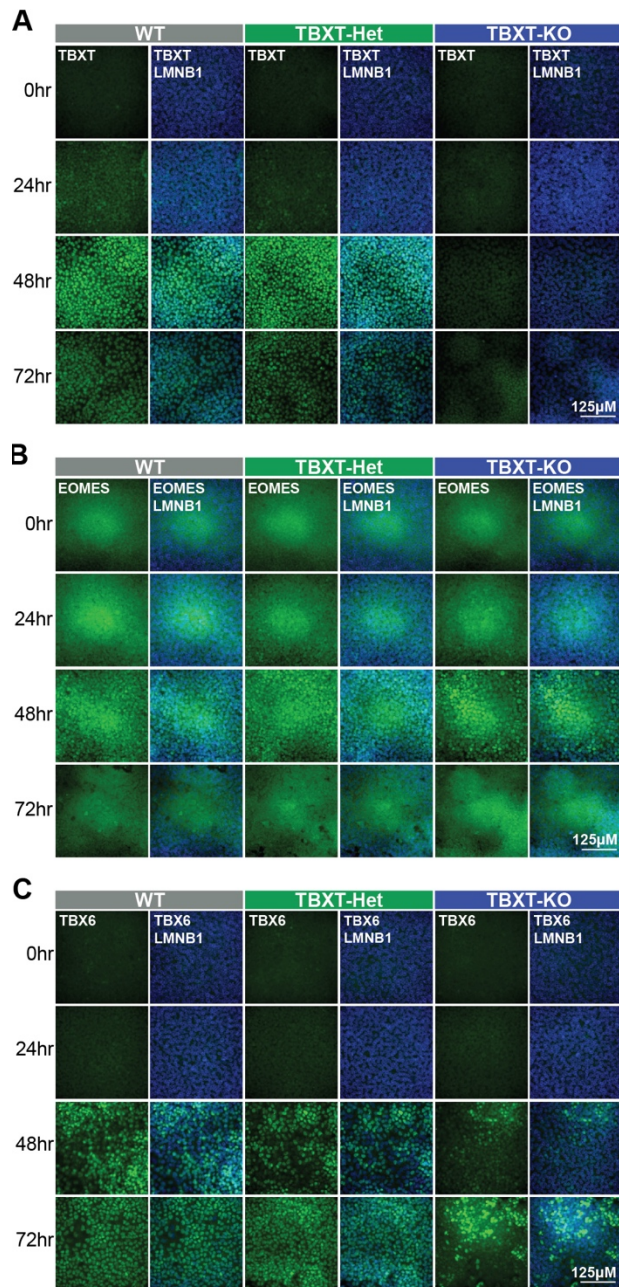 A
WT TBXT-Het TBXT-KO
TBXT TBXT LMNB1 TBXT TBXT LMNB1 TBXT TBXT LMNB1
0hr
24hr
48hr
72hr
125µM
B
WT TBXT-Het TBXT-KO
EOMES EOMES LMNB1 EOMES EOMES LMNB1 EOMES EOMES LMNB1
0hr
24hr
48hr
72hr
125µM
C
WT TBXT-Het TBXT-KO
TBX6 TBX6 LMNB1 TBX6 TBX6 LMNB1 TBX6 TBX6 LMNB1
0hr
24hr
48hr
72hr
125µM